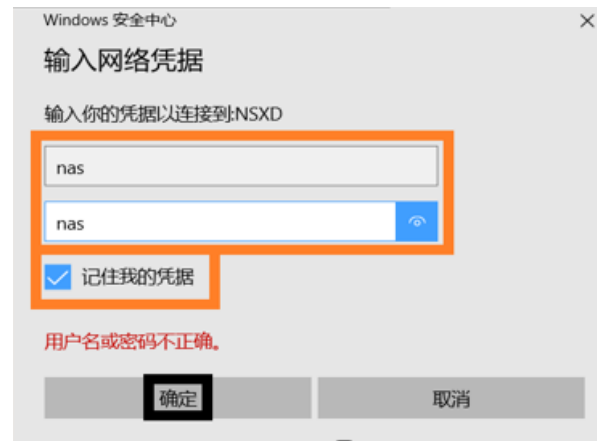 Windows 安全中心
输入网络凭据
输入你的凭据以连接到:NSXD
nas
nas
记住我的凭据
用户名或密码不正确。
确定 取消